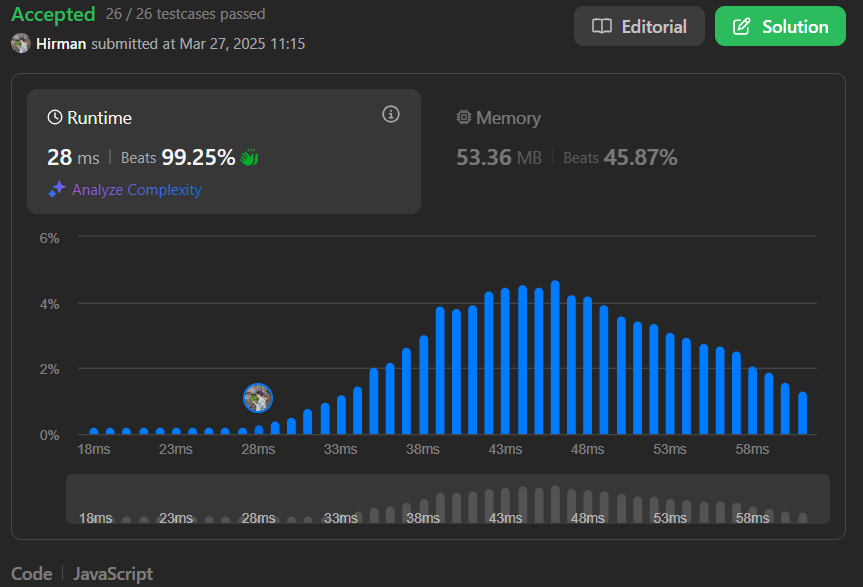 Accepted 26 / 26 testcases passed
Hirman submitted at Mar 27, 2025 11:15
Editorial
Solution
Runtime
28 ms | Beats 99.25%
Analyze Complexity
Memory
53.36 MB | Beats 45.87%
6%
4%
2%
0%
18ms 23ms 28ms 33ms 38ms 43ms 48ms 53ms 58ms
18ms 23ms 28ms 33ms 38ms 43ms 48ms 53ms 58ms
Code | JavaScript